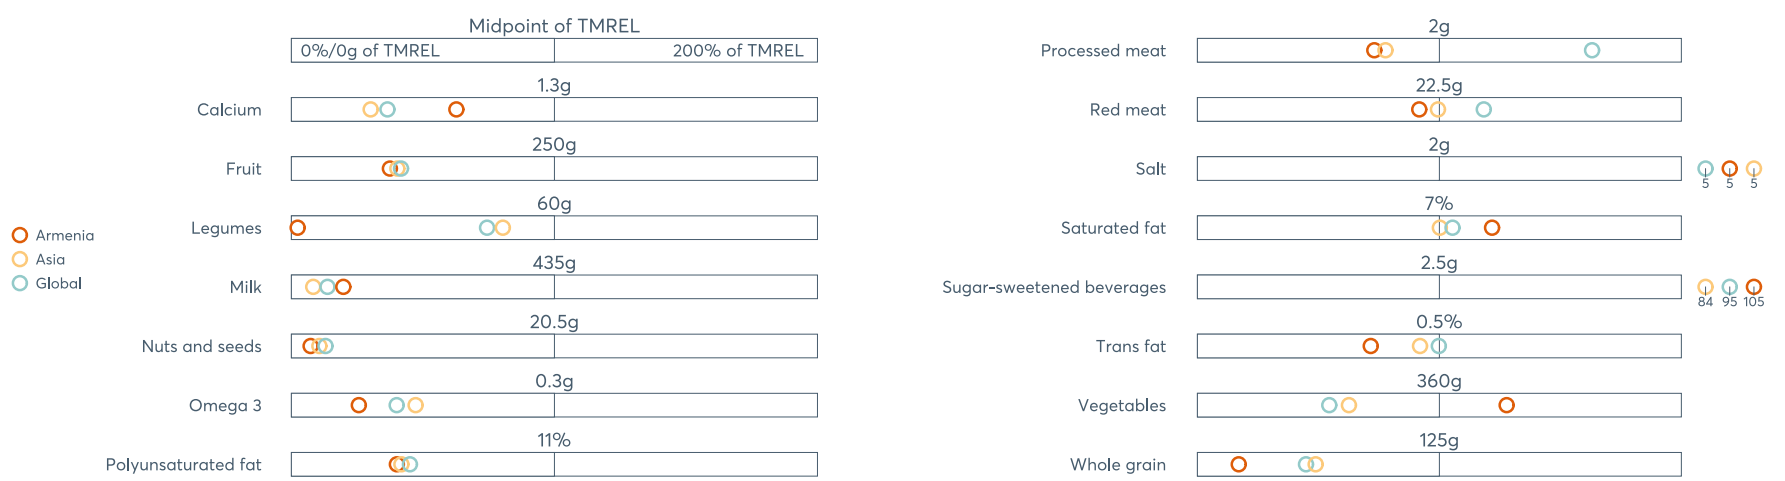 Midpoint of TMREL
0%/0g of TMREL 200% of TMREL
1.3g
Calcium
250g
Fruit
60g
Legumes
435g
Milk
20.5g
Nuts and seeds
0.3g
Omega 3
11%
Polyunsaturated fat
Armenia
Asia
Global
2g
Processed meat
22.5g
Red meat
2g
Salt
5 5 5
7%
Saturated fat
2.5g
Sugar-sweetened beverages
84 95 105
0.5%
Trans fat
360g
Vegetables
125g
Whole grain